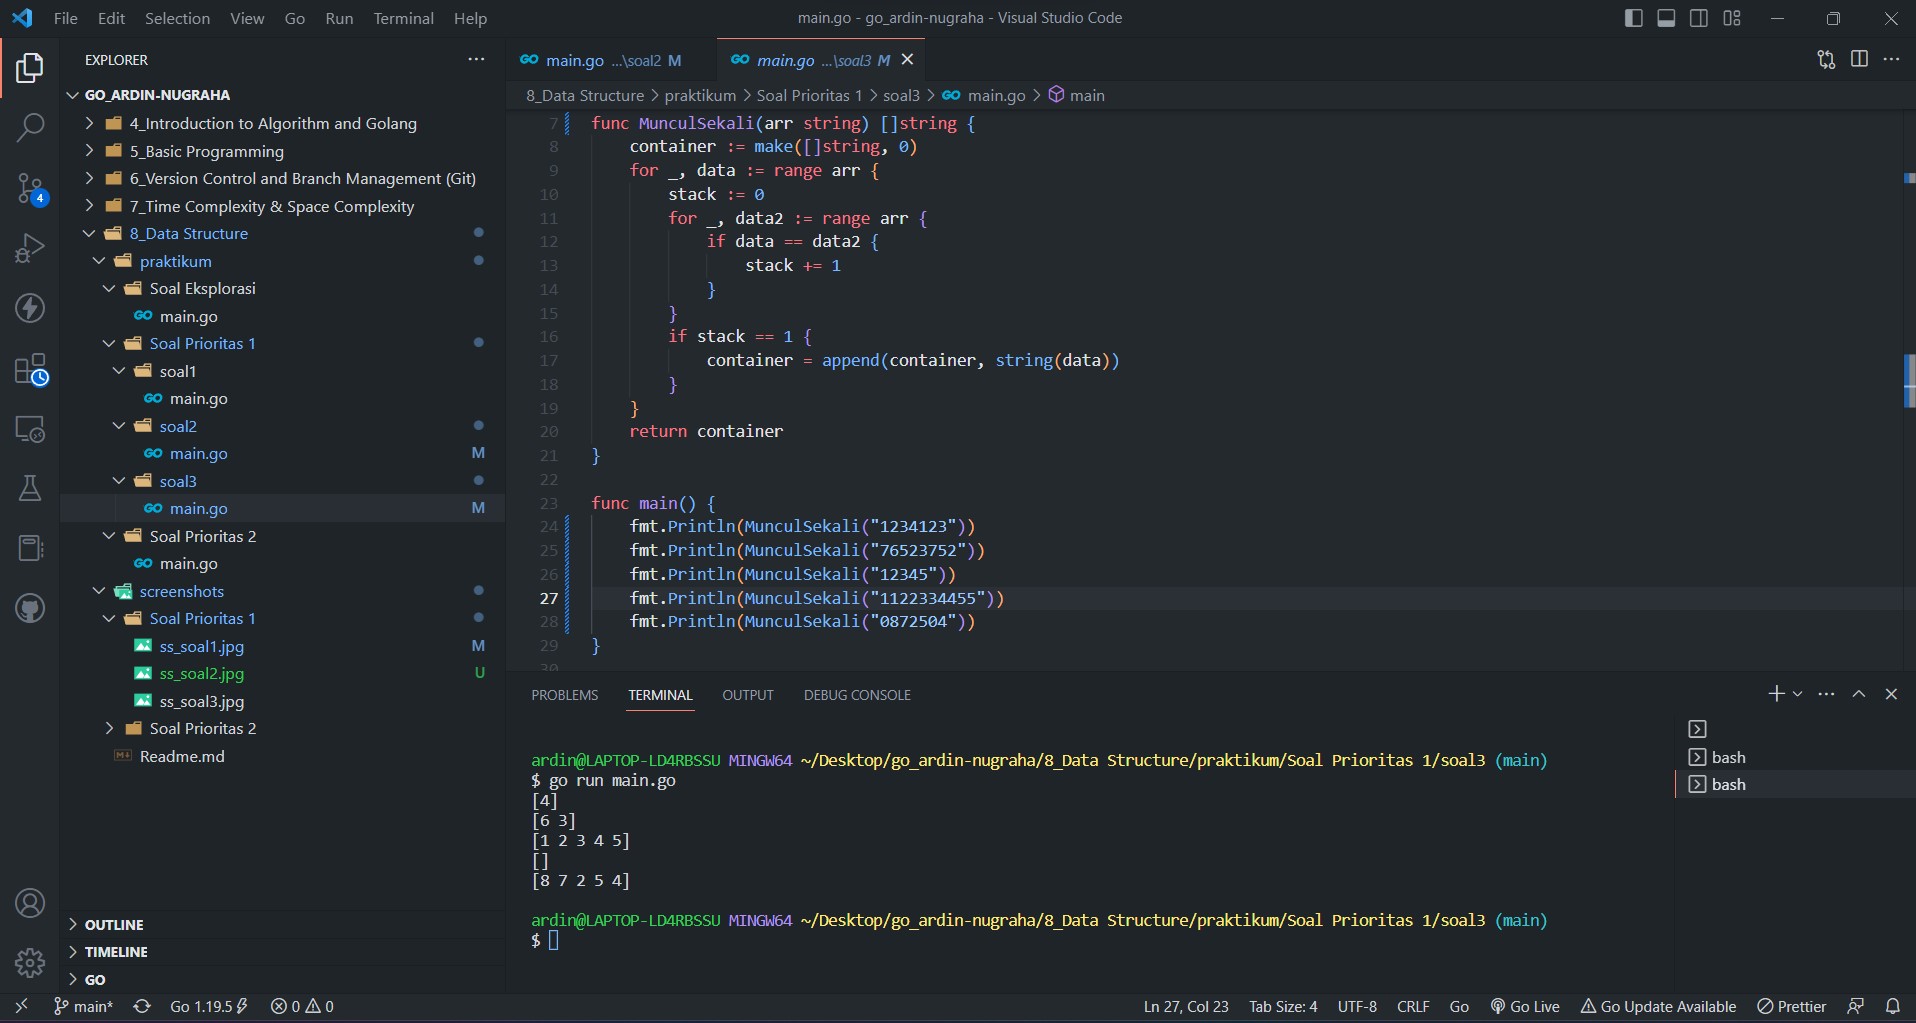 File Edit Selection View Go Run Terminal Help
main.go - go_ardin-nugraha - Visual Studio Code
EXPLORER
GO_ARDIN-NUGRAHA
4_Introduction to Algorithm and Golang
5_Basic Programming
6_Version Control and Branch Management (Git)
7_Time Complexity & Space Complexity
8_Data Structure
praktikum
Soal Eksplorasi
main.go
Soal Prioritas 1
soal1
main.go
soal2
main.go M
soal3
main.go M
Soal Prioritas 2
main.go
screenshots
Soal Prioritas 1
ss_soal1.jpg M
ss_soal2.jpg U
ss_soal3.jpg
Soal Prioritas 2
Readme.md
OUTLINE
TIMELINE
GO
4
main.go ...\soal2 M
main.go ...\soal3 M
8_Data Structure > praktikum > Soal Prioritas 1 > soal3 > main.go > main
7 func MunculSekali(arr string) []string {
8 container := make([]string, 0)
9 for _, data := range arr {
10 stack := 0
11 for _, data2 := range arr {
12 if data == data2 {
13 stack += 1
14 }
15 }
16 if stack == 1 {
17 container = append(container, string(data))
18 }
19 }
20 return container
21 }
22
23 func main() {
24 fmt.Println(MunculSekali("1234123"))
25 fmt.Println(MunculSekali("76523752"))
26 fmt.Println(MunculSekali("12345"))
27 fmt.Println(MunculSekali("1122334455"))
28 fmt.Println(MunculSekali("0872504"))
29 }
30
PROBLEMS TERMINAL OUTPUT DEBUG CONSOLE
ardin@LAPTOP-LD4RBSSU MINGW64 ~/Desktop/go_ardin-nugraha/8_Data Structure/praktikum/Soal Prioritas 1/soal3 (main)
$ go run main.go
[4]
[6 3]
[1 2 3 4 5]
[]
[8 7 2 5 4]
ardin@LAPTOP-LD4RBSSU MINGW64 ~/Desktop/go_ardin-nugraha/8_Data Structure/praktikum/Soal Prioritas 1/soal3 (main)
$
bash
bash
main* Go 1.19.5 0 0 Ln 27, Col 23 Tab Size: 4 UTF-8 CRLF Go Go Live Go Update Available Prettier